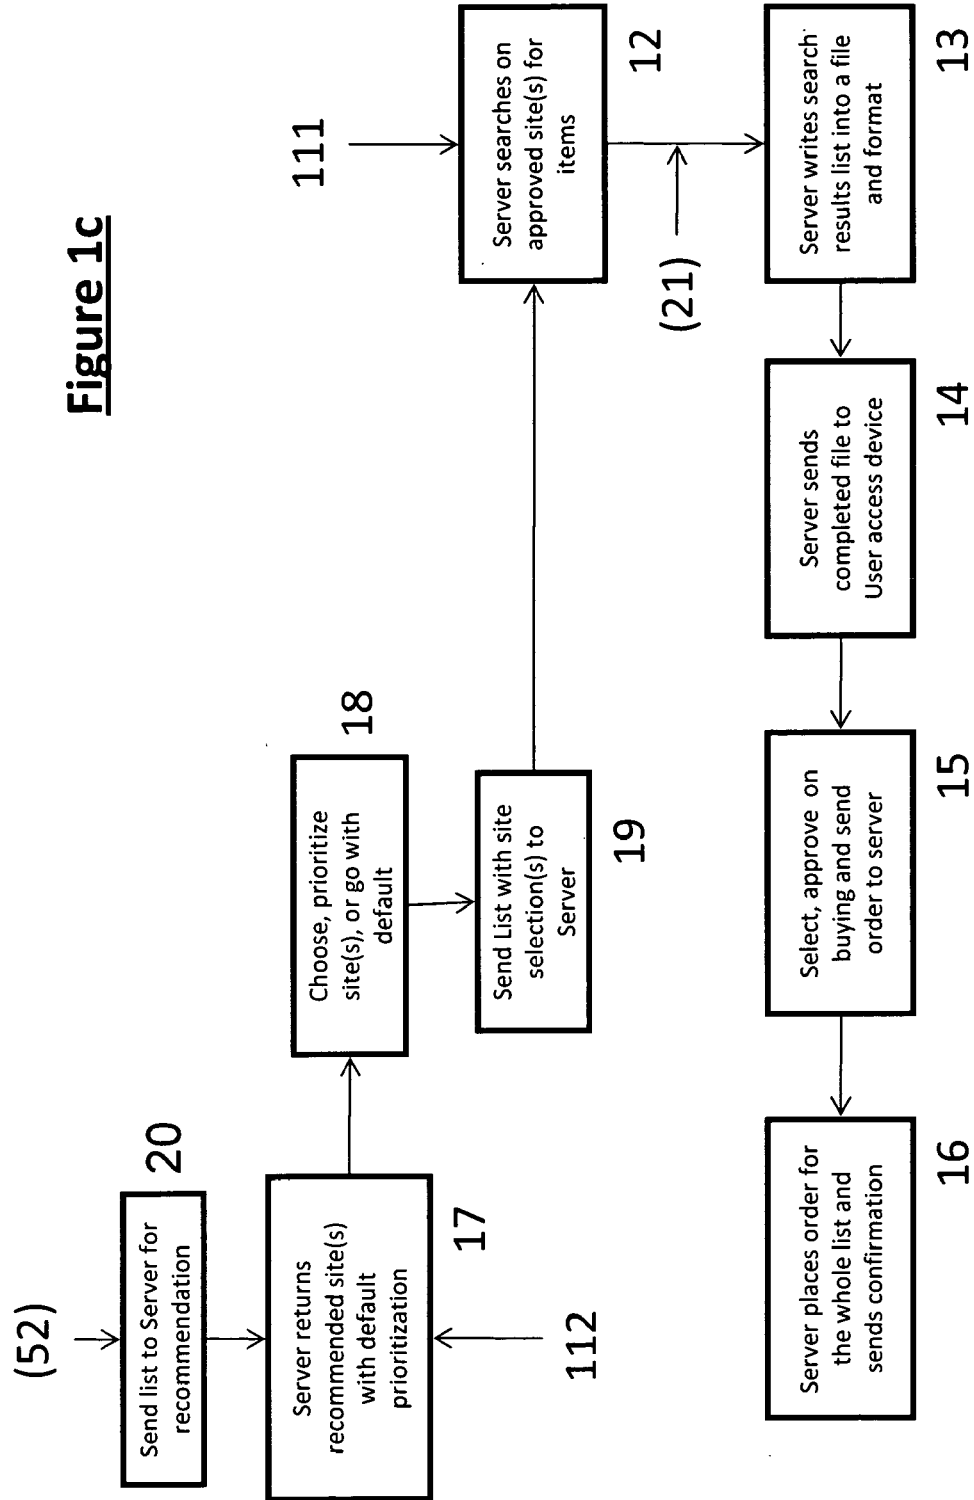 Figure 1c
(52)
Send list to Server for
recommendation
20
Server returns
recommended site(s)
with default
prioritization
17
112
Choose, prioritize
site(s), or go with
default
18
Send List with site
selection(s) to
Server
19
111
Server searches on
approved site(s) for
items
12
(21)
Server writes search
results list into a file
and format
13
Server sends
completed file to
User access device
14
Select, approve on
buying and send
order to server
15
Server places order for
the whole list and
sends confirmation
16